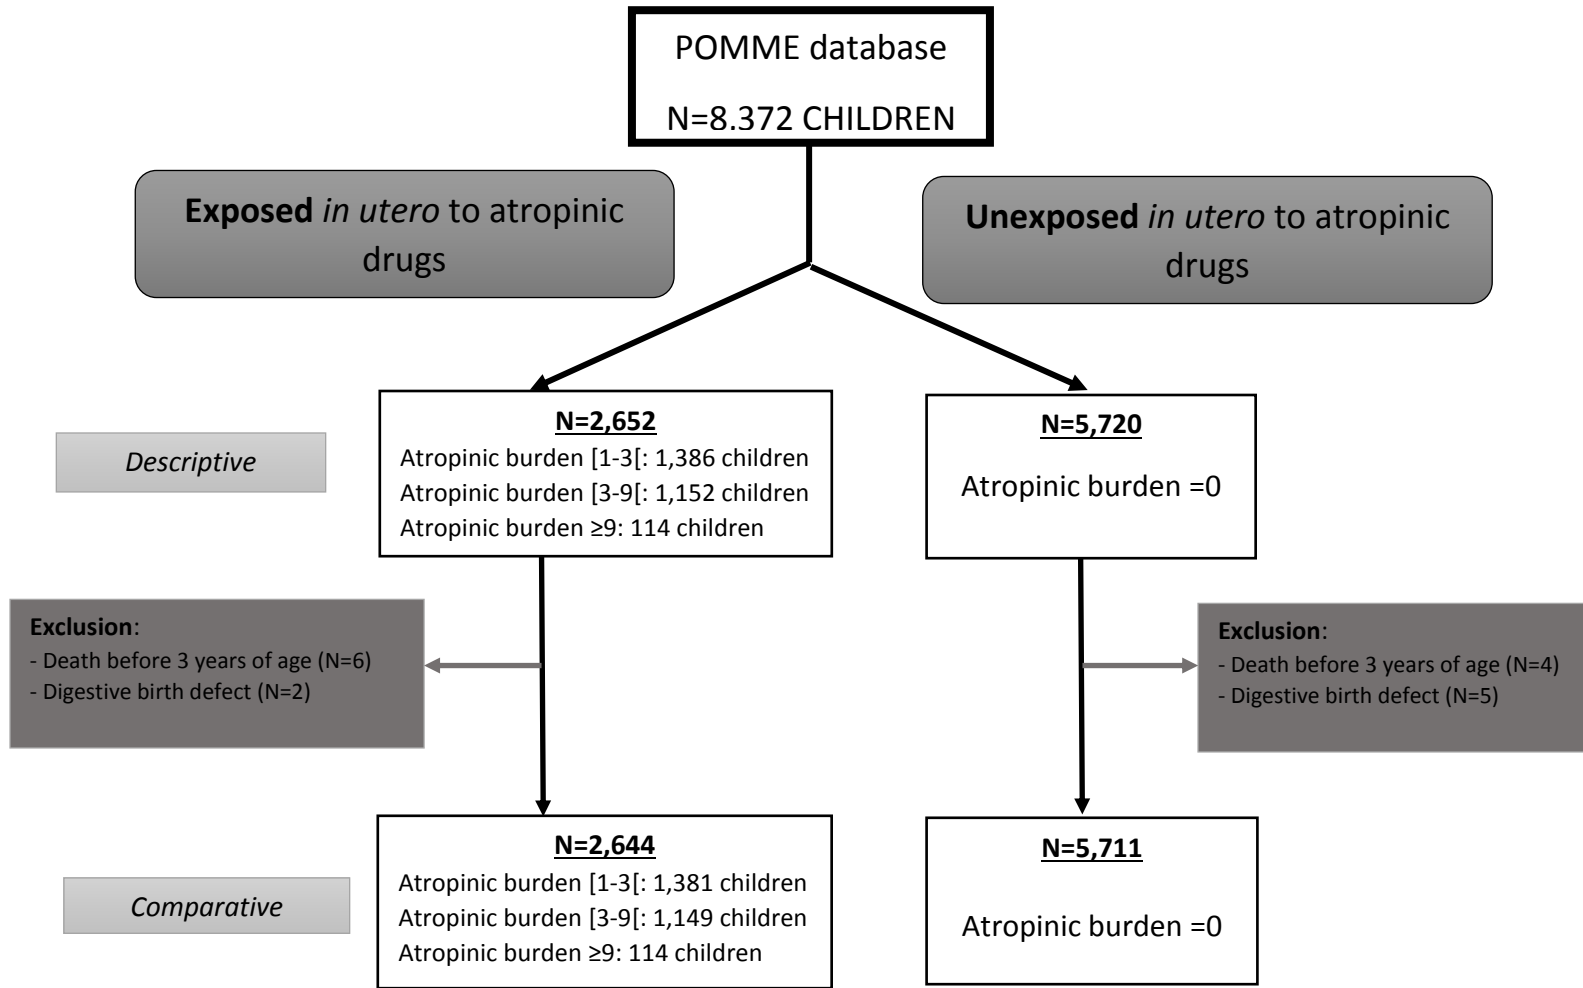 POMME database
N=8.372 CHILDREN
Exposed in utero to atropinic
drugs
Unexposed in utero to atropinic
drugs
Descriptive
N=2,652
Atropinic burden [1-3[: 1,386 children
Atropinic burden [3-9[: 1,152 children
Atropinic burden ≥9: 114 children
N=5,720
Atropinic burden =0
Exclusion:
- Death before 3 years of age (N=6)
- Digestive birth defect (N=2)
Exclusion:
- Death before 3 years of age (N=4)
- Digestive birth defect (N=5)
Comparative
N=2,644
Atropinic burden [1-3[: 1,381 children
Atropinic burden [3-9[: 1,149 children
Atropinic burden ≥9: 114 children
N=5,711
Atropinic burden =0